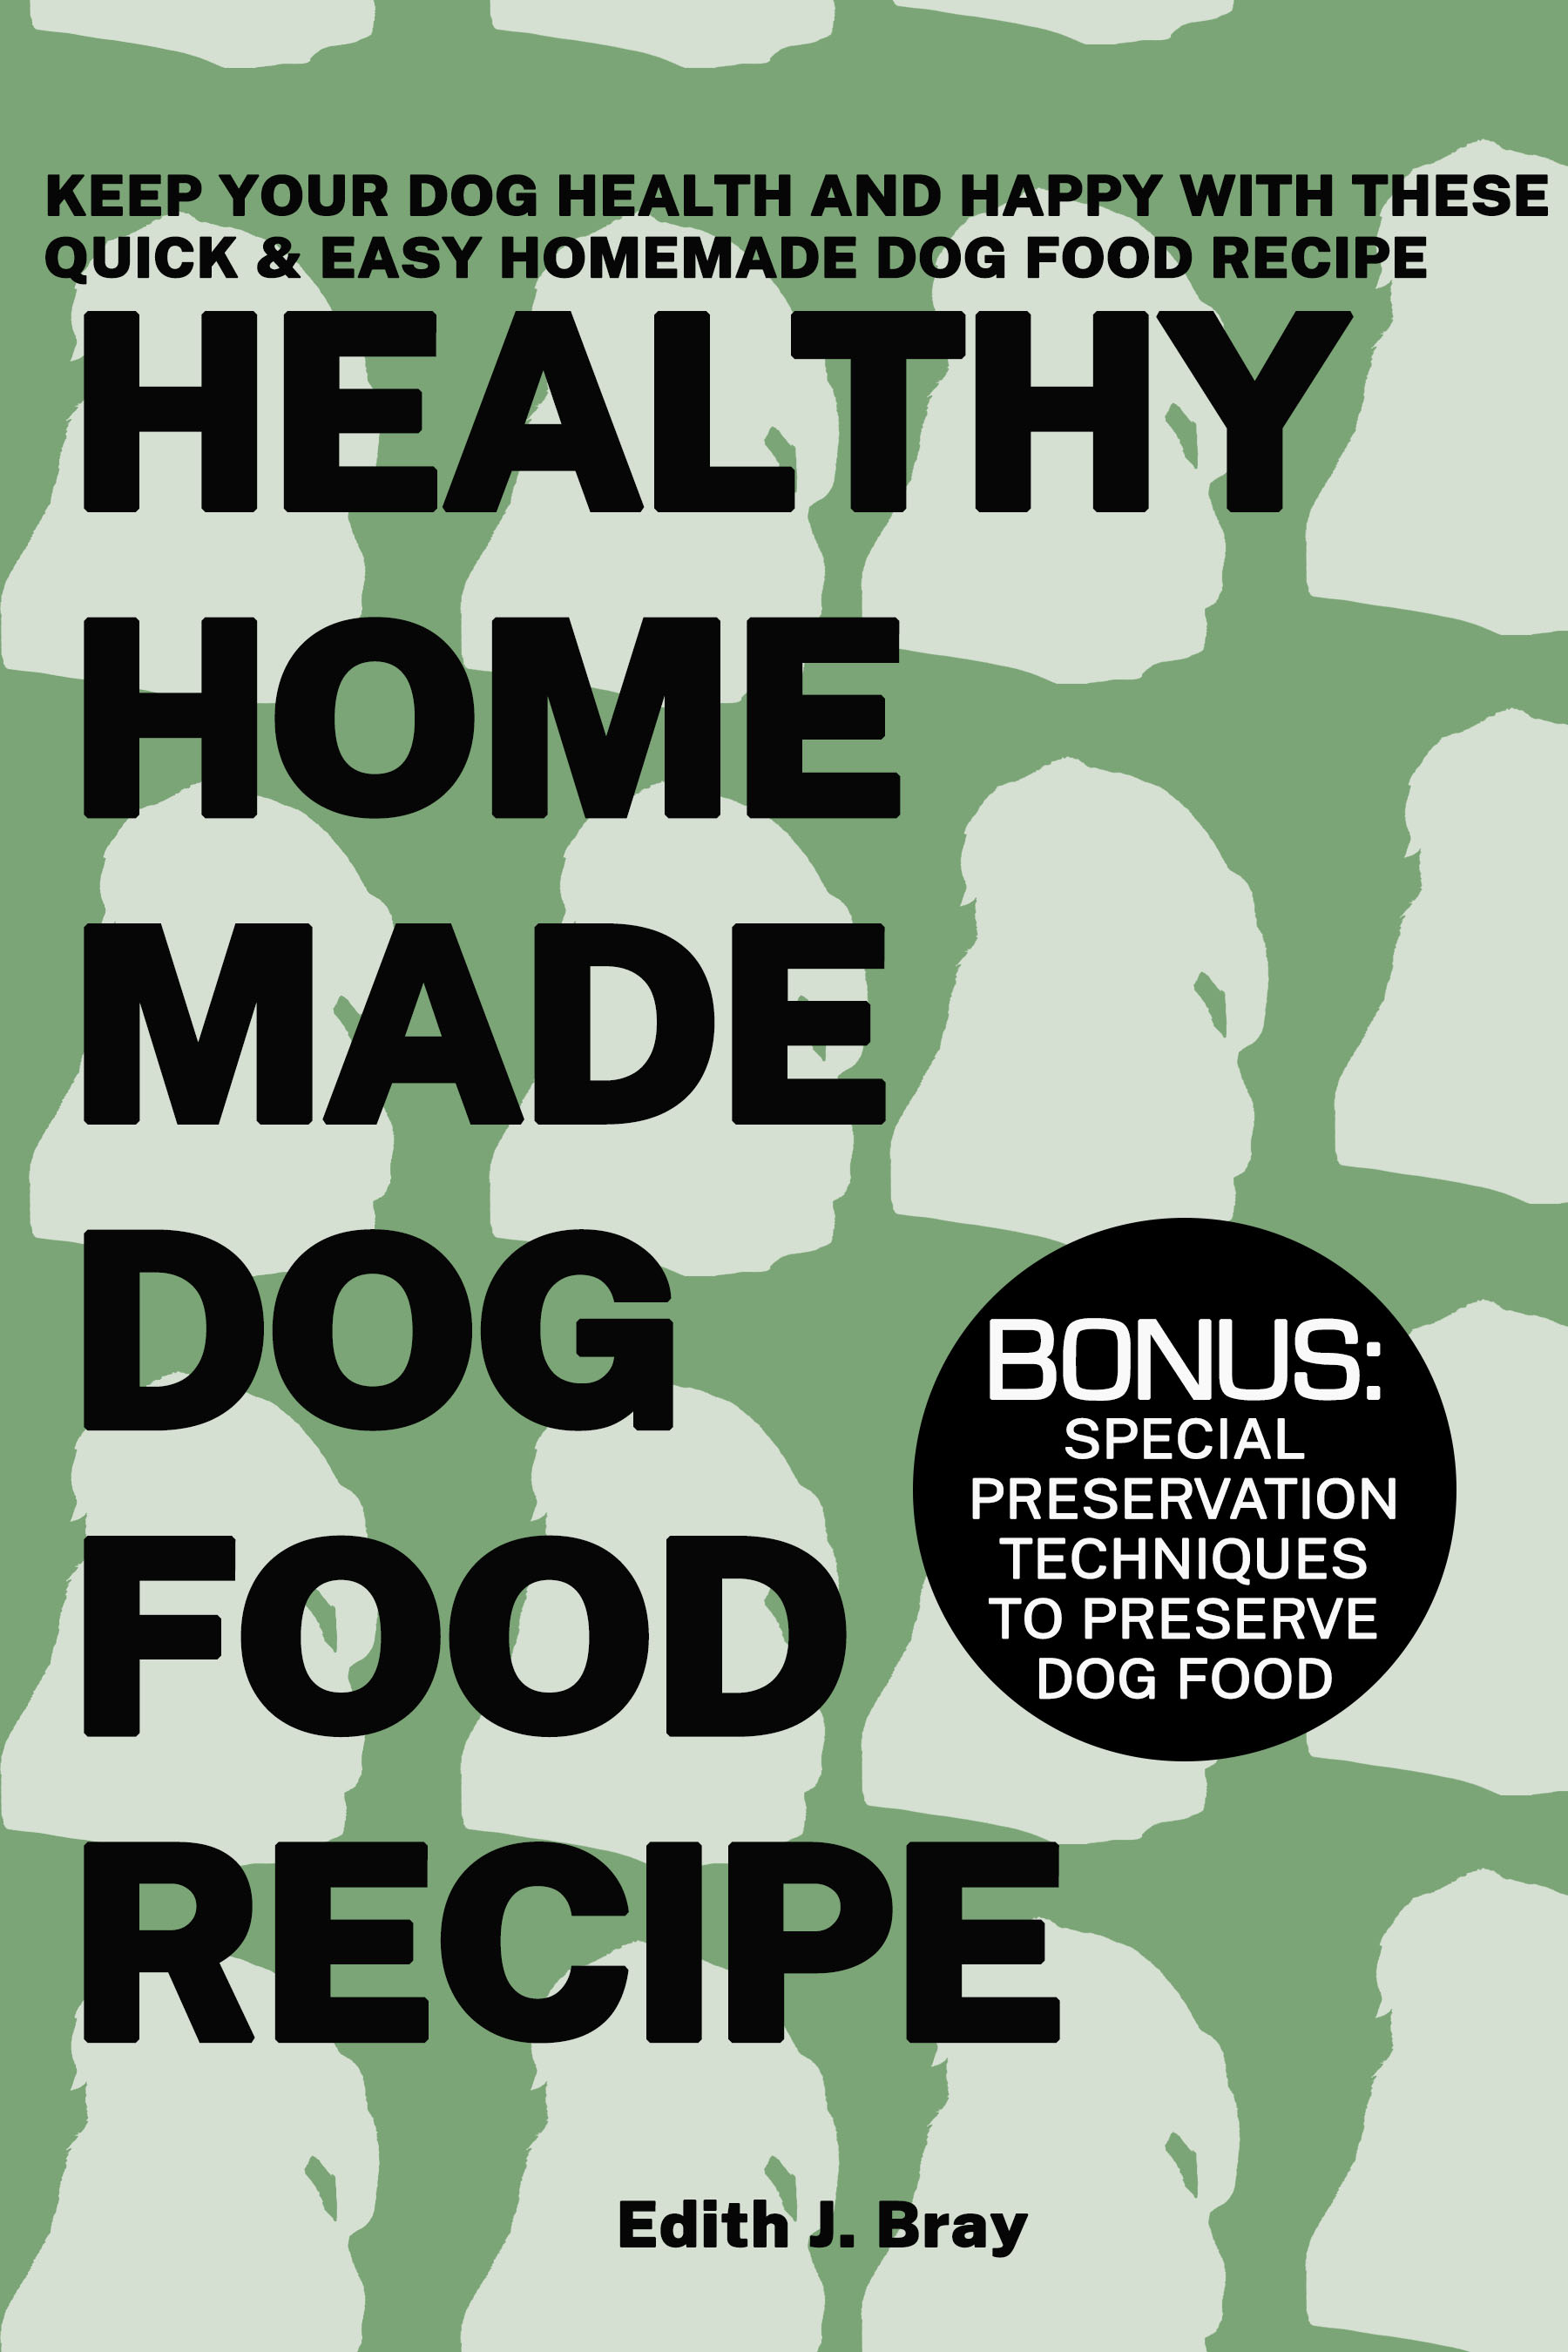 KEEP YOUR DOG HEALTH AND HAPPY WITH THESE
QUICK & EASY HOMEMADE DOG FOOD RECIPE
HEALTHY
HOME
MADE
DOG
FOOD
RECIPE
BONUS:
SPECIAL
PRESERVATION
TECHNIQUES
TO PRESERVE
DOG FOOD
Edith J. Bray